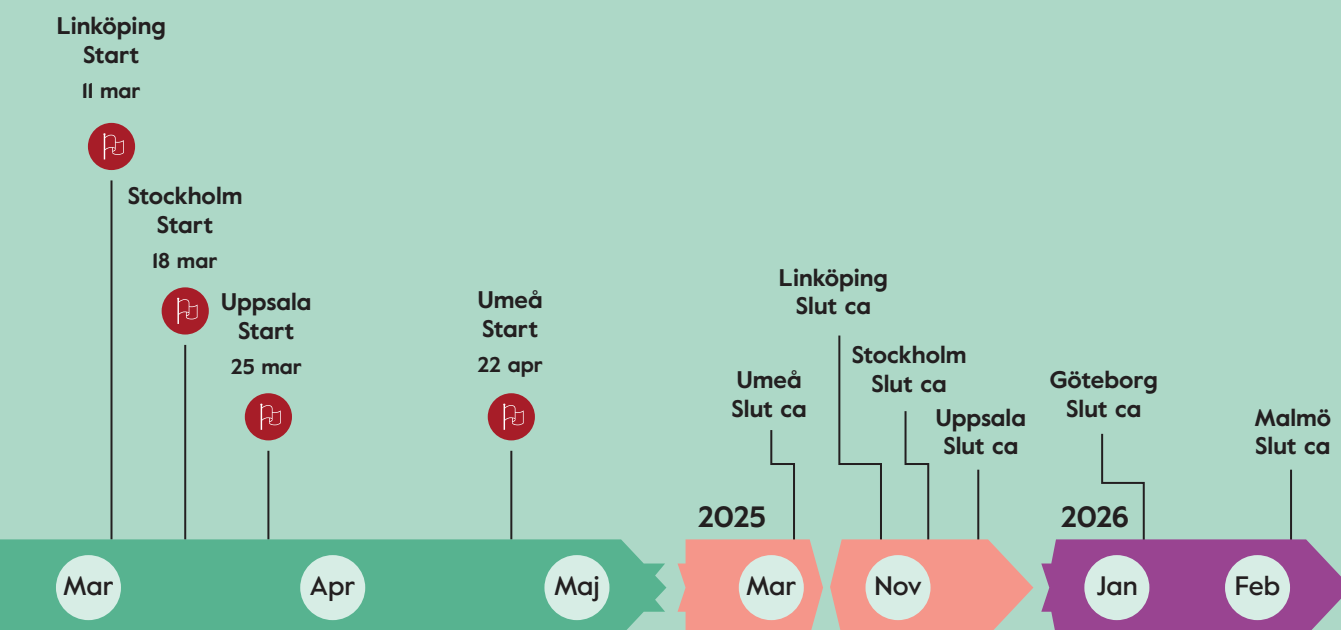 Linköping
Start
11 mar
Stockholm
Start
18 mar
Uppsala
Start
25 mar
Umeå
Start
22 apr
Umeå
Slut ca
Linköping
Slut ca
Stockholm
Slut ca
Uppsala
Slut ca
Göteborg
Slut ca
Malmö
Slut ca
2025
2026
Mar
Apr
Maj
Mar
Nov
Jan
Feb